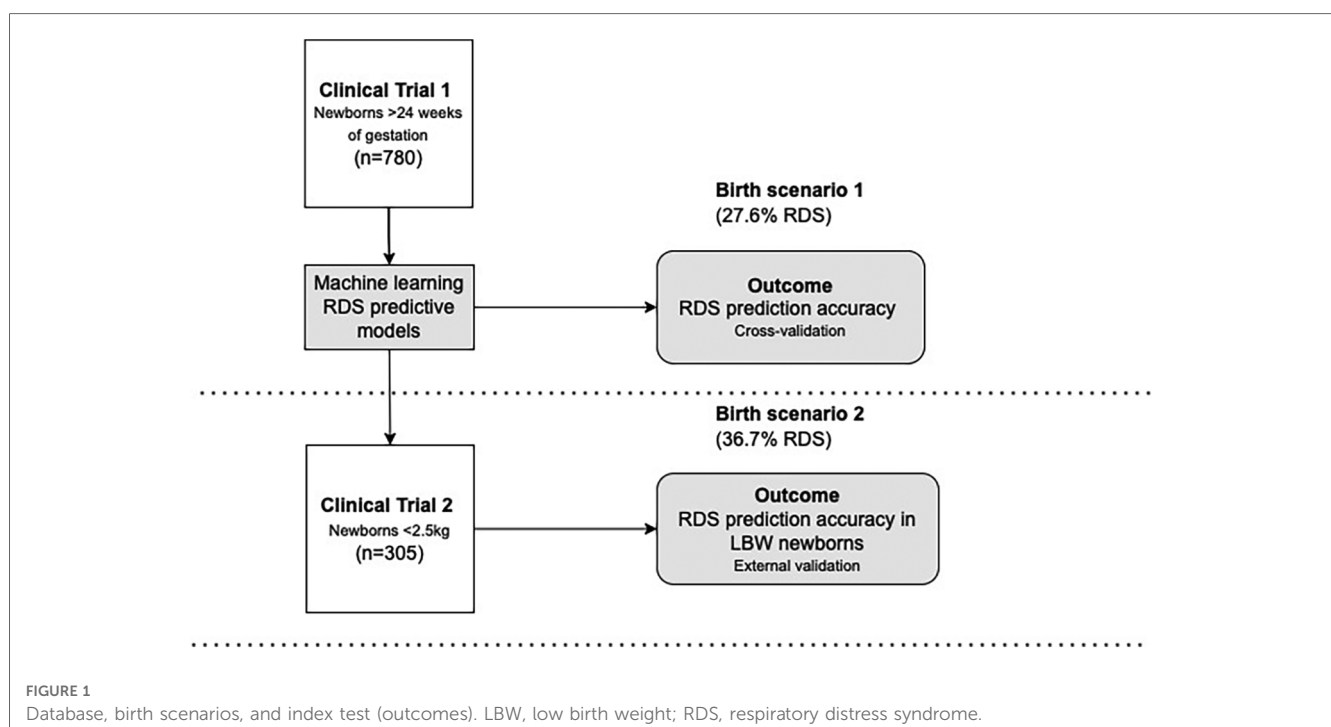 Clinical Trial 1
Newborns >24 weeks
of gestation
(n=780)
Birth scenario 1
(27.6% RDS)
Machine learning
RDS predictive
models
Outcome
RDS prediction accuracy
Cross-validation
Birth scenario 2
(36.7% RDS)
Clinical Trial 2
Newborns <2.5kg
(n=305)
Outcome
RDS prediction accuracy in
LBW newborns
External validation
FIGURE 1
Database, birth scenarios, and index test (outcomes). LBW, low birth weight; RDS, respiratory distress syndrome.